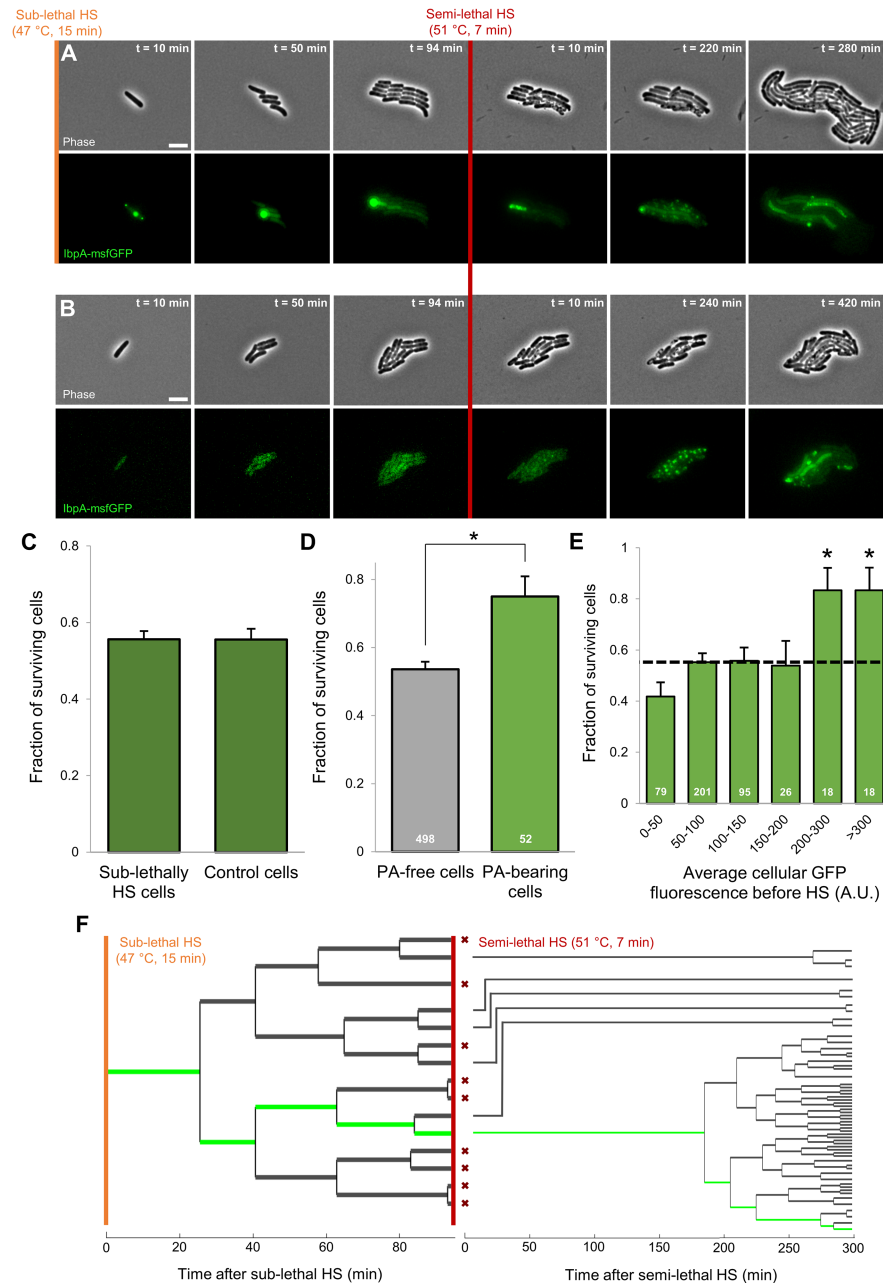 Sub-lethal HS
(47 °C, 15 min)
Semi-lethal HS
(51 °C, 7 min)
A
t = 10 min
t = 50 min
t = 94 min
t = 10 min
t = 220 min
t = 280 min
Phase
IbpA-msfGFP
B
t = 10 min
t = 50 min
t = 94 min
t = 10 min
t = 240 min
t = 420 min
Phase
IbpA-msfGFP
C
Fraction of surviving cells
0.8
0.6
0.4
0.2
0
Sub-lethally
HS cells
Control cells
D
Fraction of surviving cells
0.8
0.6
0.4
0.2
0
*
498
52
PA-free cells
PA-bearing
cells
E
Fraction of surviving cells
1
0.8
0.6
0.4
0.2
0
*
*
79
201
95
26
18
18
0-50
50-100
100-150
150-200
200-300
>300
Average cellular GFP
fluorescence before HS (A.U.)
F
Sub-lethal HS
(47 °C, 15 min)
Semi-lethal HS (51 °C, 7 min)
0
20
40
60
80
Time after sub-lethal HS (min)
0
50
100
150
200
250
300
Time after semi-lethal HS (min)